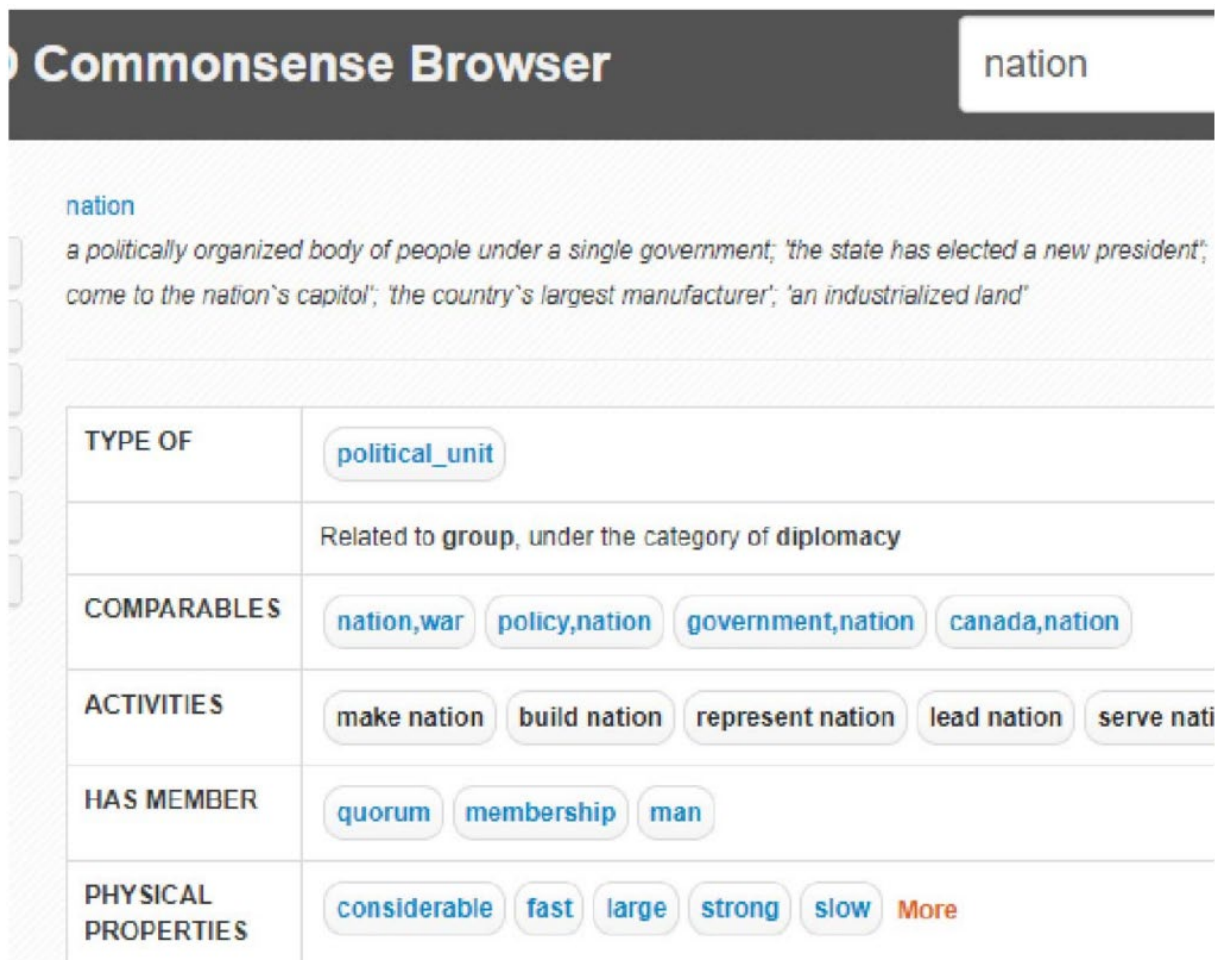 Commonsense Browser
nation
nation
a politically organized body of people under a single government; 'the state has elected a new president';
come to the nation`s capitol'; 'the country`s largest manufacturer'; 'an industrialized land'
TYPE OF
political_unit
Related to group, under the category of diplomacy
COMPARABLES
nation,war policy,nation government,nation canada,nation
ACTIVITIES
make nation build nation represent nation lead nation serve nati
HAS MEMBER
quorum membership man
PHYSICAL
PROPERTIES
considerable fast large strong slow More